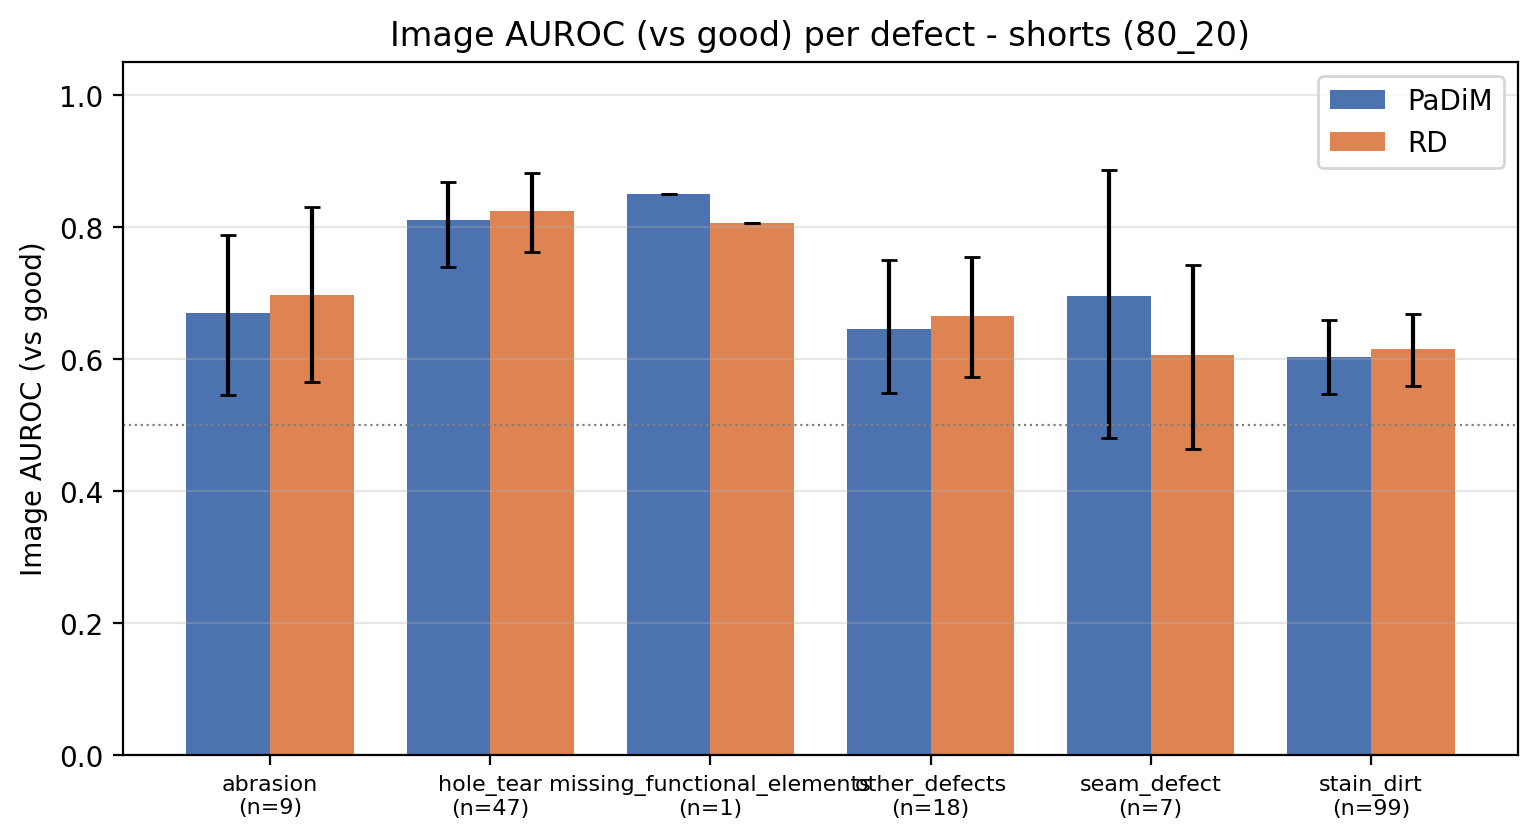 Image AUROC (vs good) per defect - shorts (80_20)
PaDiM
RD
Image AUROC (vs good)
1.0
0.8
0.6
0.4
0.2
0.0
abrasion
(n=9)
hole_tear
(n=47)
missing_functional_elements
(n=1)
other_defects
(n=18)
seam_defect
(n=7)
stain_dirt
(n=99)